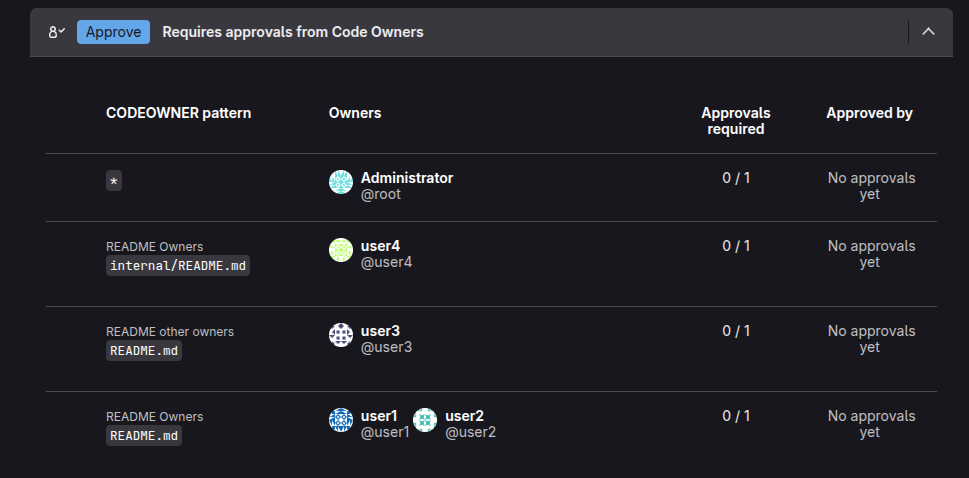 Approve Requires approvals from Code Owners
CODEOWNER pattern Owners Approvals required Approved by
* Administrator @root 0 / 1 No approvals yet
README Owners
internal/README.md user4 @user4 0 / 1 No approvals yet
README other owners
README.md user3 @user3 0 / 1 No approvals yet
README Owners
README.md user1 @user1 user2 @user2 0 / 1 No approvals yet